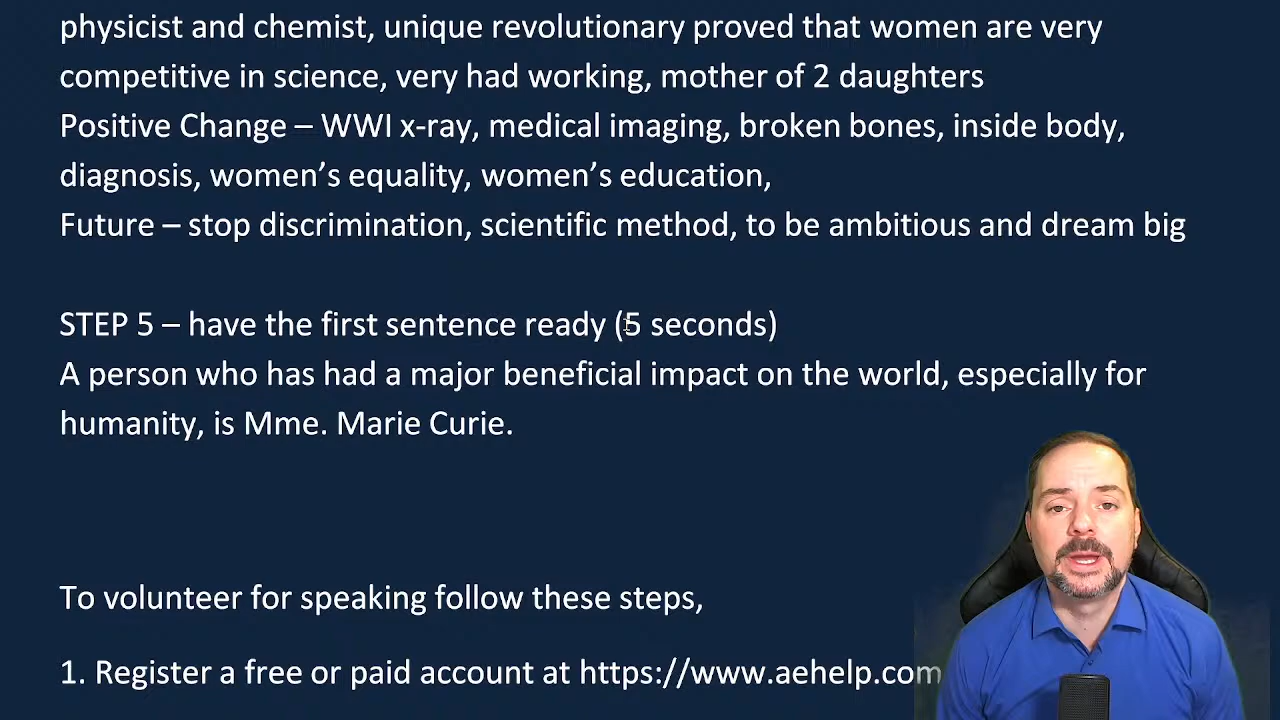 physicist and chemist, unique revolutionary proved that women are very
competitive in science, very had working, mother of 2 daughters
Positive Change – WWI x-ray, medical imaging, broken bones, inside body,
diagnosis, women’s equality, women’s education,
Future – stop discrimination, scientific method, to be ambitious and dream big
STEP 5 – have the first sentence ready (5 seconds)
A person who has had a major beneficial impact on the world, especially for
humanity, is Mme. Marie Curie.
To volunteer for speaking follow these steps,
1. Register a free or paid account at https://www.aehelp.com